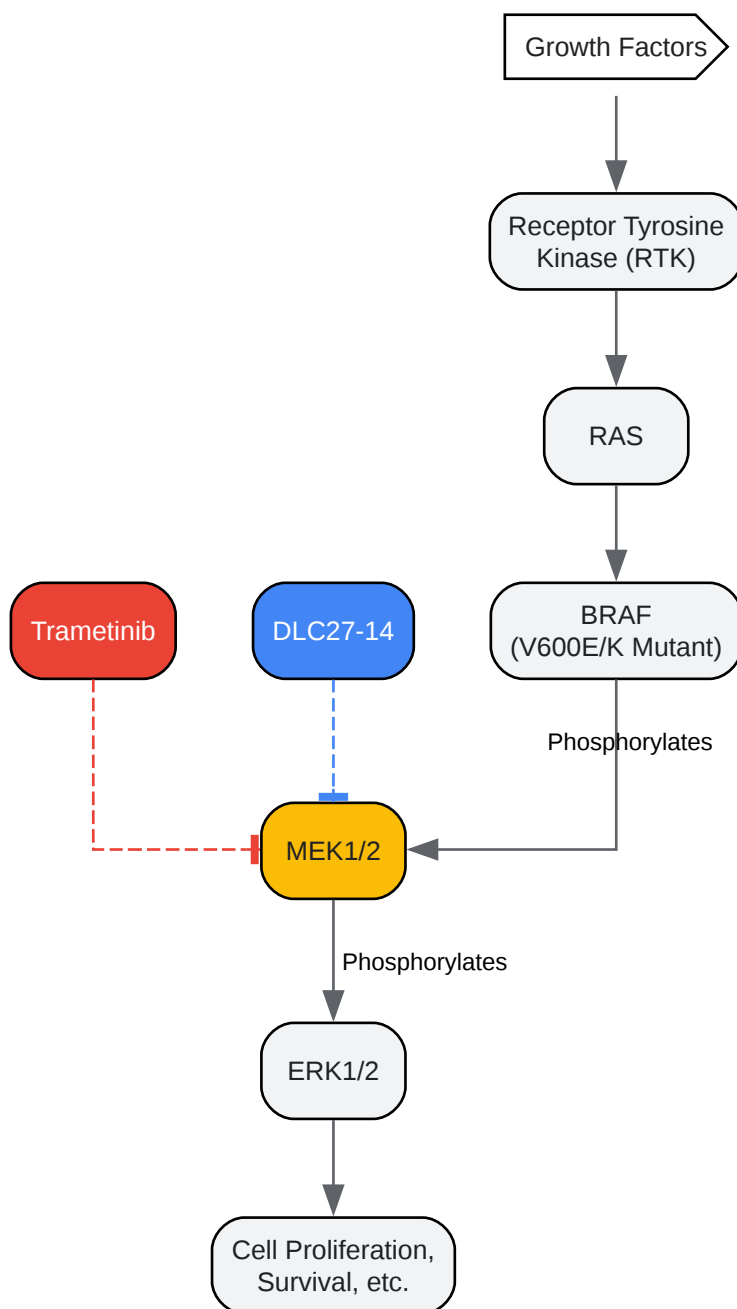 Growth Factors
Receptor Tyrosine
Kinase (RTK)
RAS
Trametinib
DLC27-14
BRAF
(V600E/K Mutant)
Phosphorylates
MEK1/2
Phosphorylates
ERK1/2
Cell Proliferation,
Survival, etc.